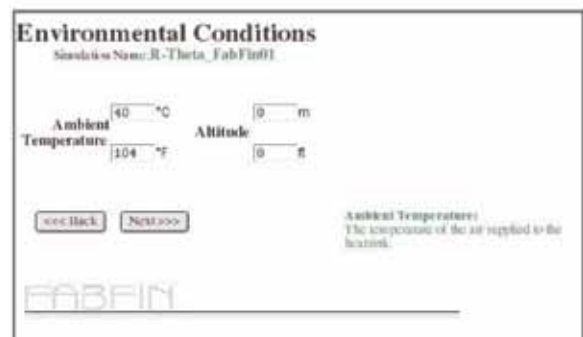 Environmental Conditions
Simulation Name: R-Theta_FabFin01
40 °C
0 m
Ambient Temperature
Altitude
104 °F
0 ft
<<< Back
Next >>>
Ambient Temperature:
The temperature of the air supplied to the
heatsink.
FABFIN